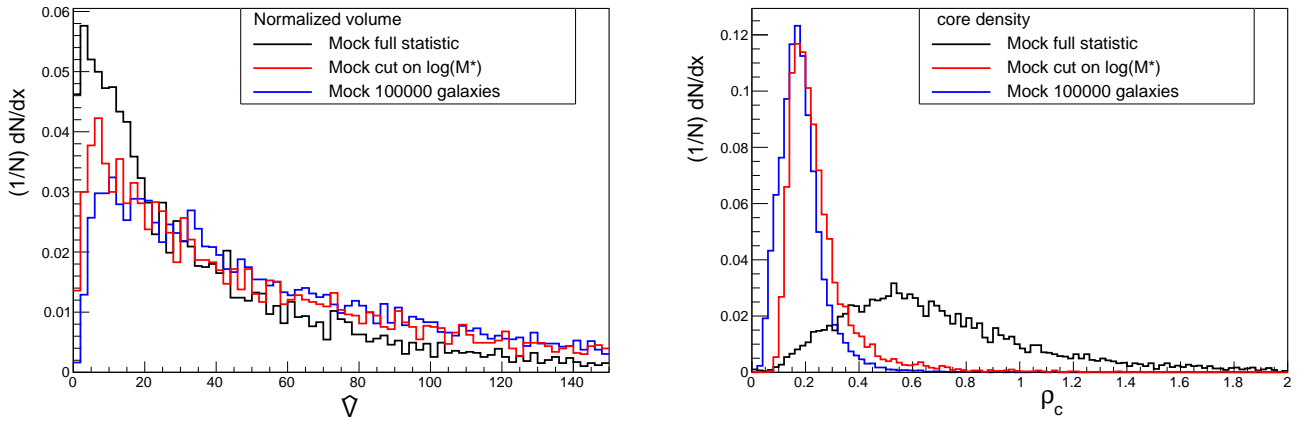 Normalized volume
Mock full statistic
Mock cut on log(M*)
Mock 100000 galaxies
(1/N) dN/dx
0.06
0.05
0.04
0.03
0.02
0.01
0
0 20 40 60 80 100 120 140
V̂
core density
Mock full statistic
Mock cut on log(M*)
Mock 100000 galaxies
(1/N) dN/dx
0.12
0.1
0.08
0.06
0.04
0.02
0
0 0.2 0.4 0.6 0.8 1 1.2 1.4 1.6 1.8 2
ρ_c